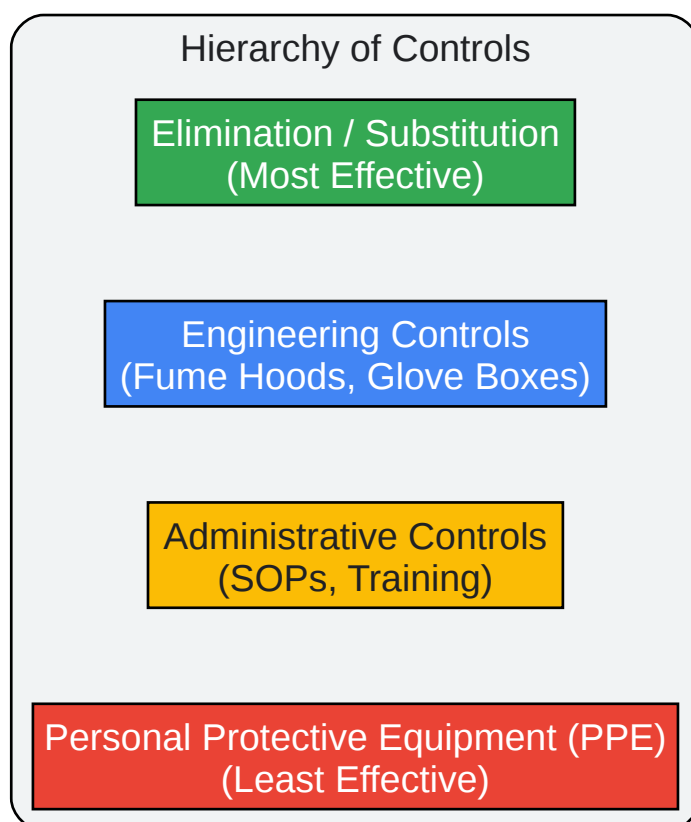 Hierarchy of Controls
Elimination / Substitution
(Most Effective)
Engineering Controls
(Fume Hoods, Glove Boxes)
Administrative Controls
(SOPs, Training)
Personal Protective Equipment (PPE)
(Least Effective)